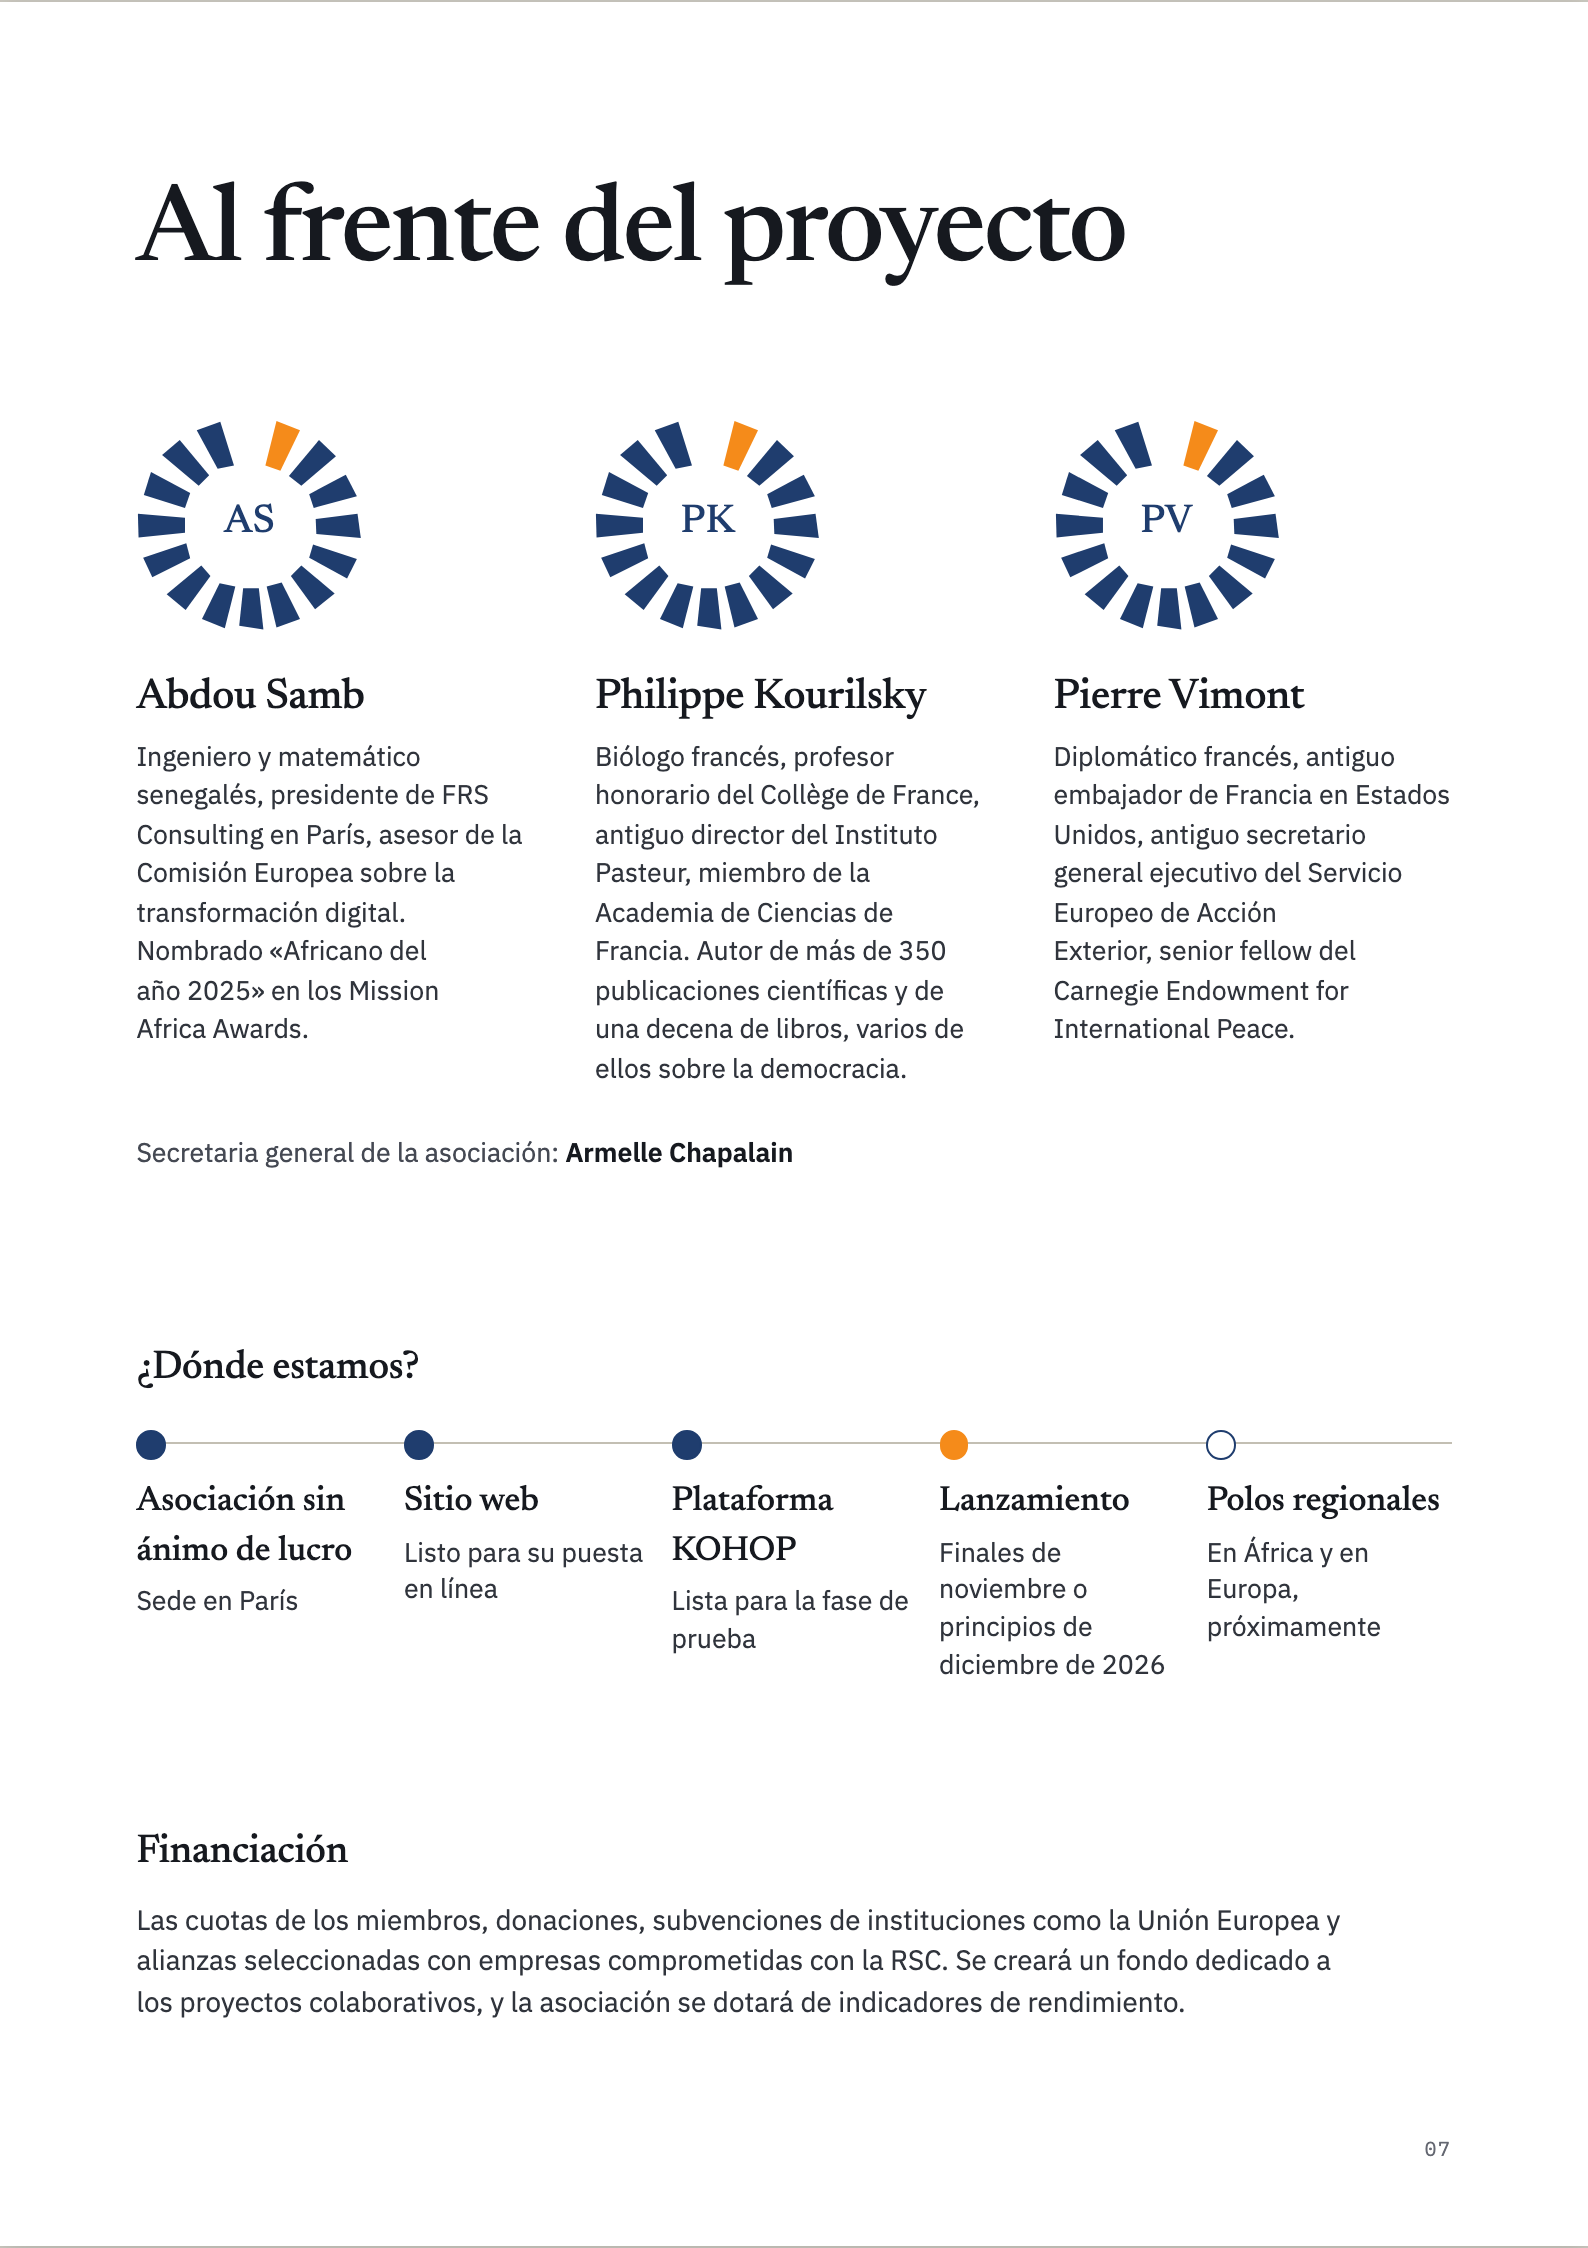 Al frente del proyecto
AS
PK
PV
Abdou Samb
Ingeniero y matemático
senegalés, presidente de FRS
Consulting en París, asesor de la
Comisión Europea sobre la
transformación digital.
Nombrado «Africano del
año 2025» en los Mission
Africa Awards.
Philippe Kourilsky
Biólogo francés, profesor
honorario del Collège de France,
antiguo director del Instituto
Pasteur, miembro de la
Academia de Ciencias de
Francia. Autor de más de 350
publicaciones científicas y de
una decena de libros, varios de
ellos sobre la democracia.
Pierre Vimont
Diplomático francés, antiguo
embajador de Francia en Estados
Unidos, antiguo secretario
general ejecutivo del Servicio
Europeo de Acción
Exterior, senior fellow del
Carnegie Endowment for
International Peace.
Secretaria general de la asociación: Armelle Chapalain
¿Dónde estamos?
Asociación sin
ánimo de lucro
Sede en París
Sitio web
Listo para su puesta
en línea
Plataforma
KOHOP
Lista para la fase de
prueba
Lanzamiento
Finales de
noviembre o
principios de
diciembre de 2026
Polos regionales
En África y en
Europa,
próximamente
Financiación
Las cuotas de los miembros, donaciones, subvenciones de instituciones como la Unión Europea y
alianzas seleccionadas con empresas comprometidas con la RSC. Se creará un fondo dedicado a
los proyectos colaborativos, y la asociación se dotará de indicadores de rendimiento.
07